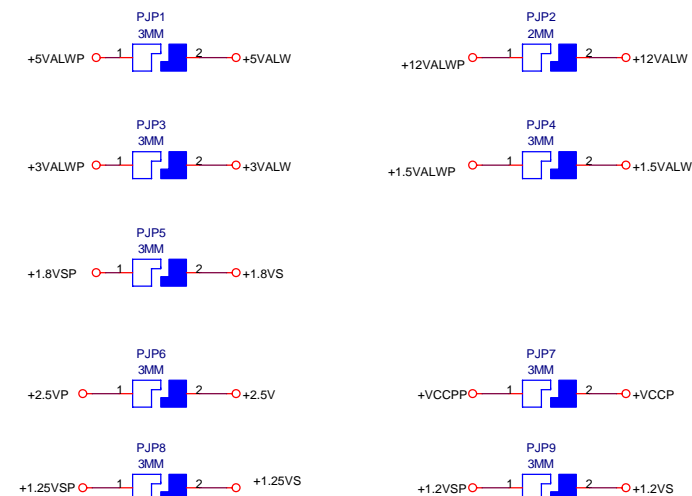 PJP1
3MM
+5VALWP 1 2 +5VALW
PJP2
2MM
+12VALWP 1 2 +12VALW
PJP3
3MM
+3VALWP 1 2 +3VALW
PJP4
3MM
+1.5VALWP 1 2 +1.5VALW
PJP5
3MM
+1.8VSP 1 2 +1.8VS
PJP6
3MM
+2.5VP 1 2 +2.5V
PJP7
3MM
+VCCPP 1 2 +VCCP
PJP8
3MM
+1.25VSP 1 2 +1.25VS
PJP9
3MM
+1.2VSP 1 2 +1.2VS